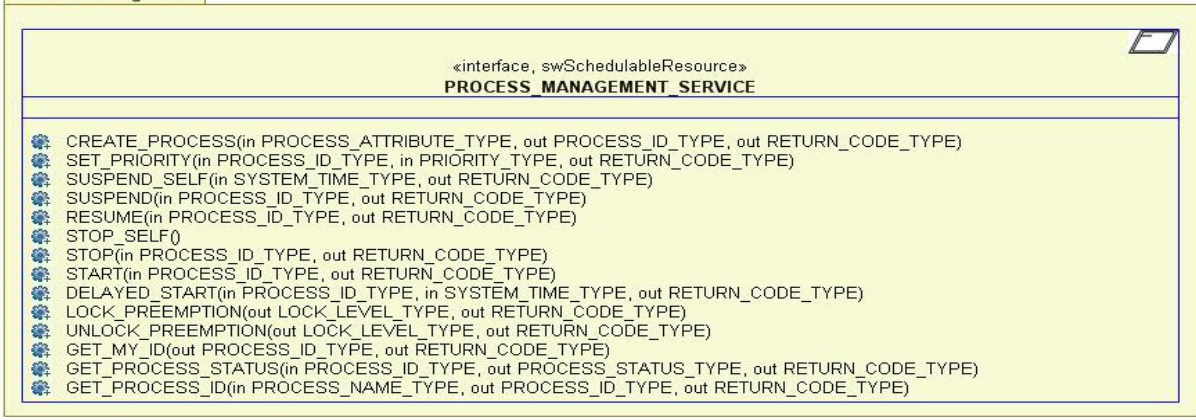 «interface, swSchedulableResource»
PROCESS_MANAGEMENT_SERVICE
CREATE_PROCESS(in PROCESS_ATTRIBUTE_TYPE, out PROCESS_ID_TYPE, out RETURN_CODE_TYPE)
SET_PRIORITY(in PROCESS_ID_TYPE, in PRIORITY_TYPE, out RETURN_CODE_TYPE)
SUSPEND_SELF(in SYSTEM_TIME_TYPE, out RETURN_CODE_TYPE)
SUSPEND(in PROCESS_ID_TYPE, out RETURN_CODE_TYPE)
RESUME(in PROCESS_ID_TYPE, out RETURN_CODE_TYPE)
STOP_SELF()
STOP(in PROCESS_ID_TYPE, out RETURN_CODE_TYPE)
START(in PROCESS_ID_TYPE, out RETURN_CODE_TYPE)
DELAYED_START(in PROCESS_ID_TYPE, in SYSTEM_TIME_TYPE, out RETURN_CODE_TYPE)
LOCK_PREEMPTION(out LOCK_LEVEL_TYPE, out RETURN_CODE_TYPE)
UNLOCK_PREEMPTION(out LOCK_LEVEL_TYPE, out RETURN_CODE_TYPE)
GET_MY_ID(out PROCESS_ID_TYPE, out RETURN_CODE_TYPE)
GET_PROCESS_STATUS(in PROCESS_ID_TYPE, out PROCESS_STATUS_TYPE, out RETURN_CODE_TYPE)
GET_PROCESS_ID(in PROCESS_NAME_TYPE, out PROCESS_ID_TYPE, out RETURN_CODE_TYPE)